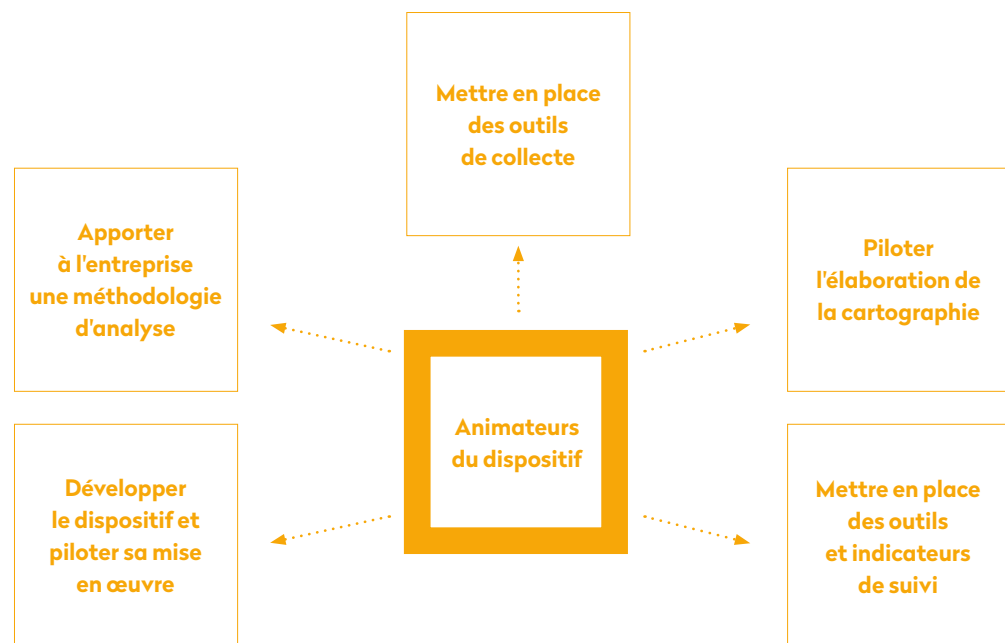 Mettre en place
des outils
de collecte
Apporter
à l'entreprise
une méthodologie
d'analyse
Piloter
l'élaboration de
la cartographie
Animateurs
du dispositif
Développer
le dispositif et
piloter sa mise
en œuvre
Mettre en place
des outils
et indicateurs
de suivi